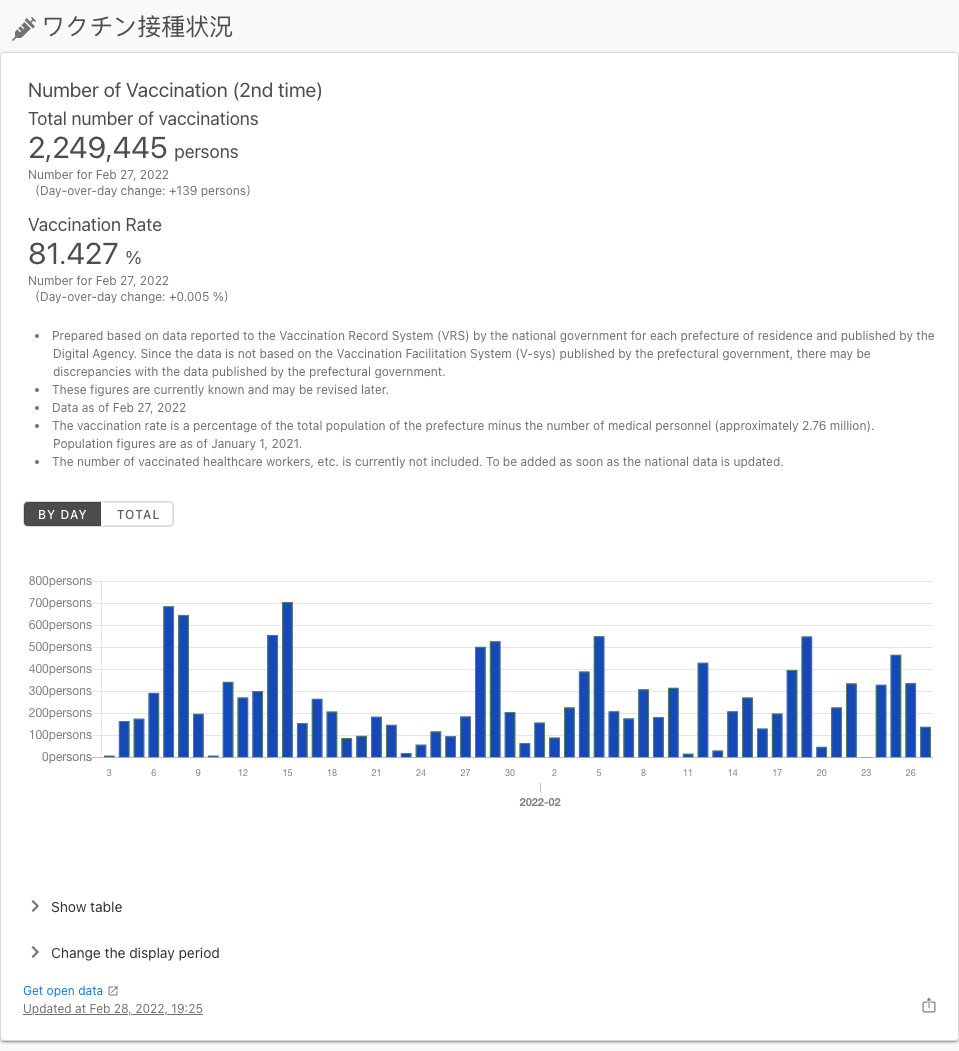 ワクチン接種状況
Number of Vaccination (2nd time)
Total number of vaccinations
2,249,445 persons
Number for Feb 27, 2022
(Day-over-day change: +139 persons)
Vaccination Rate
81.427 %
Number for Feb 27, 2022
(Day-over-day change: +0.005 %)
• Prepared based on data reported to the Vaccination Record System (VRS) by the national government for each prefecture of residence and published by the
Digital Agency. Since the data is not based on the Vaccination Facilitation System (V-sys) published by the prefectural government, there may be
discrepancies with the data published by the prefectural government.
• These figures are currently known and may be revised later.
• Data as of Feb 27, 2022
• The vaccination rate is a percentage of the total population of the prefecture minus the number of medical personnel (approximately 2.76 million).
Population figures are as of January 1, 2021.
• The number of vaccinated healthcare workers, etc. is currently not included. To be added as soon as the national data is updated.
BY DAY TOTAL
800persons
700persons
600persons
500persons
400persons
300persons
200persons
100persons
0persons
3 6 9 12 15 18 21 24 27 30 2 5 8 11 14 17 20 23 26
2022-02
Show table
Change the display period
Get open data
Updated at Feb 28, 2022, 19:25